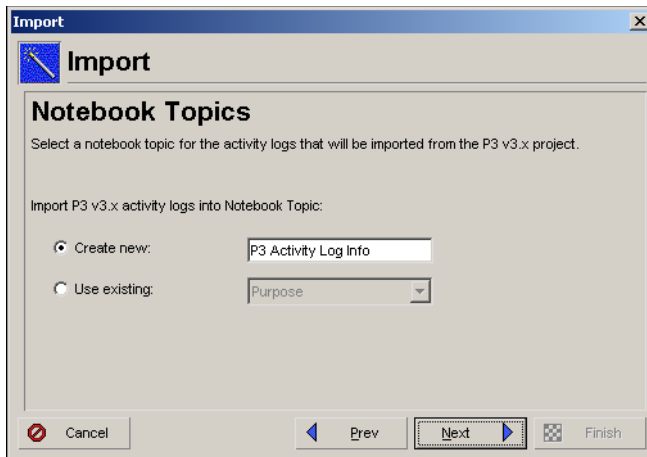 Import
Import
Notebook Topics
Select a notebook topic for the activity logs that will be imported from the P3 v3.x project.
Import P3 v3.x activity logs into Notebook Topic:
Create new: P3 Activity Log Info
Use existing: Purpose
Cancel Prev Next Finish